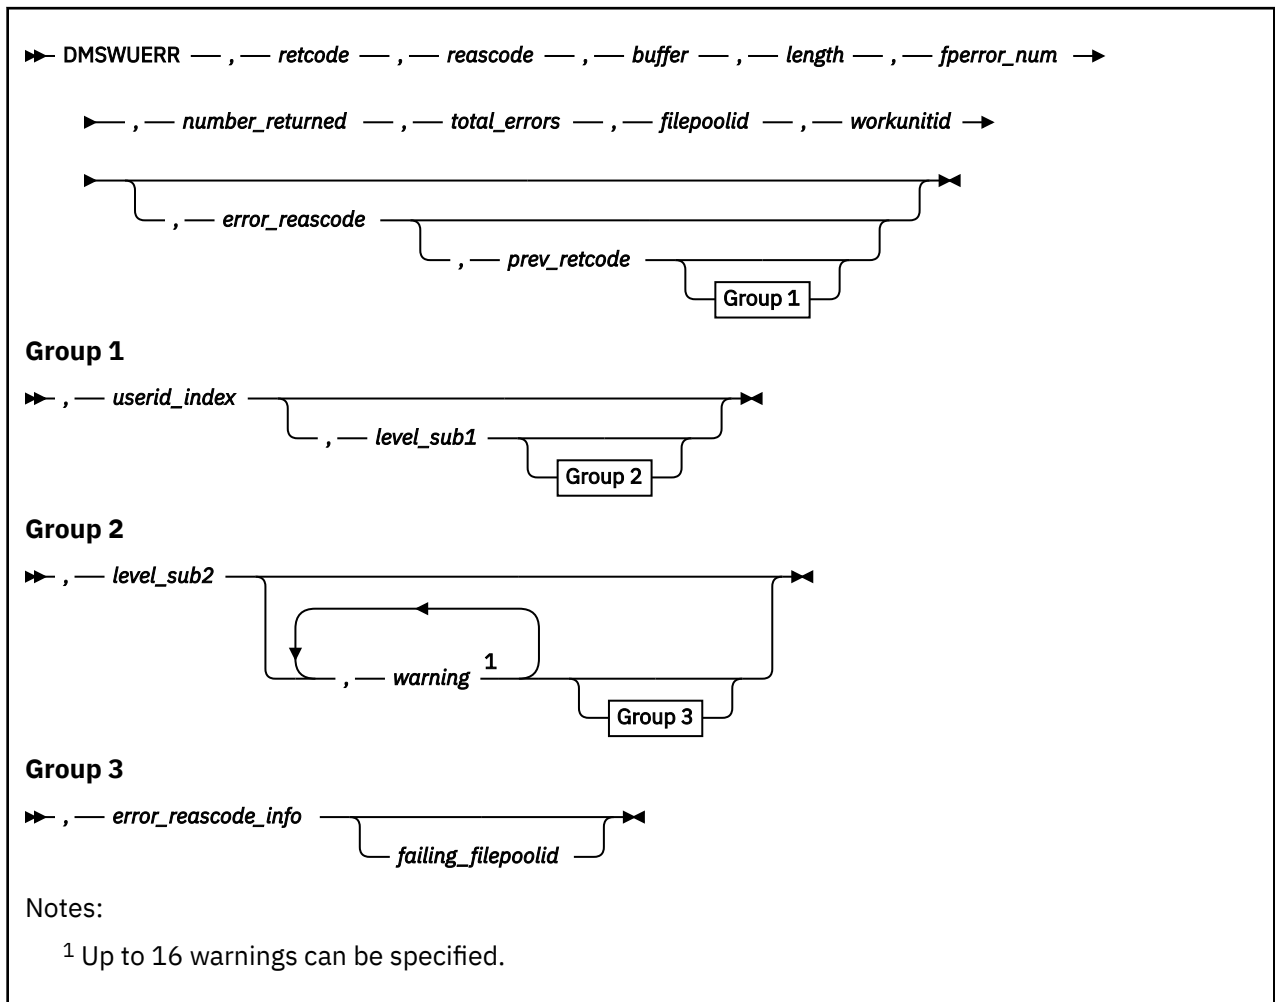 DMSWUERR , retcode , reascode , buffer , length , fperror_num
, number_returned , total_errors , filepoolid , workunitid
, error_reascode
, prev_retcode
Group 1
Group 1
, userid_index
, level_sub1
Group 2
Group 2
, level_sub2
, warning 1
Group 3
Group 3
, error_reascode_info
failing_filepoolid
Notes:
1 Up to 16 warnings can be specified.